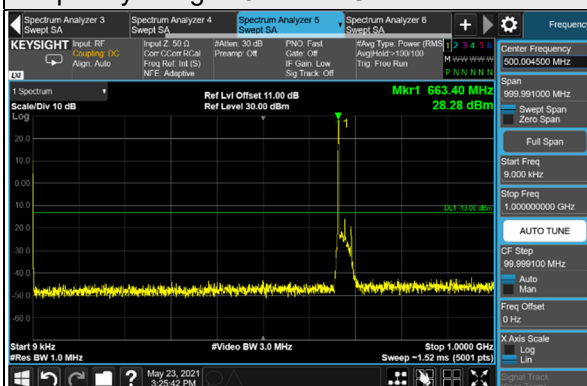 Spectrum Analyzer 3
Swept SA
Spectrum Analyzer 4
Swept SA
Spectrum Analyzer 5
Swept SA
Spectrum Analyzer 6
Swept SA
+
Frequency
KEYSIGHT
Input: RF
Coupling: DC
Align: Auto
Input Z: 50 Ω
Corr CCorr RCal
Freq Ref: Int (S)
NFE: Adaptive
#Atten: 30 dB
Preamp: Off
PNO: Fast
Gate: Off
IF Gain: Low
Sig Track: Off
#Avg Type: Power (RMS
Avg|Hold:>100/100
Trig: Free Run
1 2 3 4 5 6
M W W W W W
P N N N N N
LXI
1 Spectrum
Scale/Div 10 dB
Log
Ref Lvl Offset 11.00 dB
Ref Level 30.00 dBm
Mkr1 663.40 MHz
28.28 dBm
1
20.0
10.0
0.00
-10.0
-20.0
-30.0
-40.0
-50.0
-60.0
DL1 -13.00 dBm
Start 9 kHz
#Res BW 1.0 MHz
#Video BW 3.0 MHz
Stop 1.0000 GHz
Sweep ~1.52 ms (5001 pts)
May 23, 2021
3:25:42 PM
?
Center Frequency
500.004500 MHz
Span
999.991000 MHz
Swept Span
Zero Span
Full Span
Start Freq
9.000 kHz
Stop Freq
1.000000000 GHz
AUTO TUNE
CF Step
99.999100 MHz
Auto
Man
Freq Offset
0 Hz
X Axis Scale
Log
Lin
Signal Track